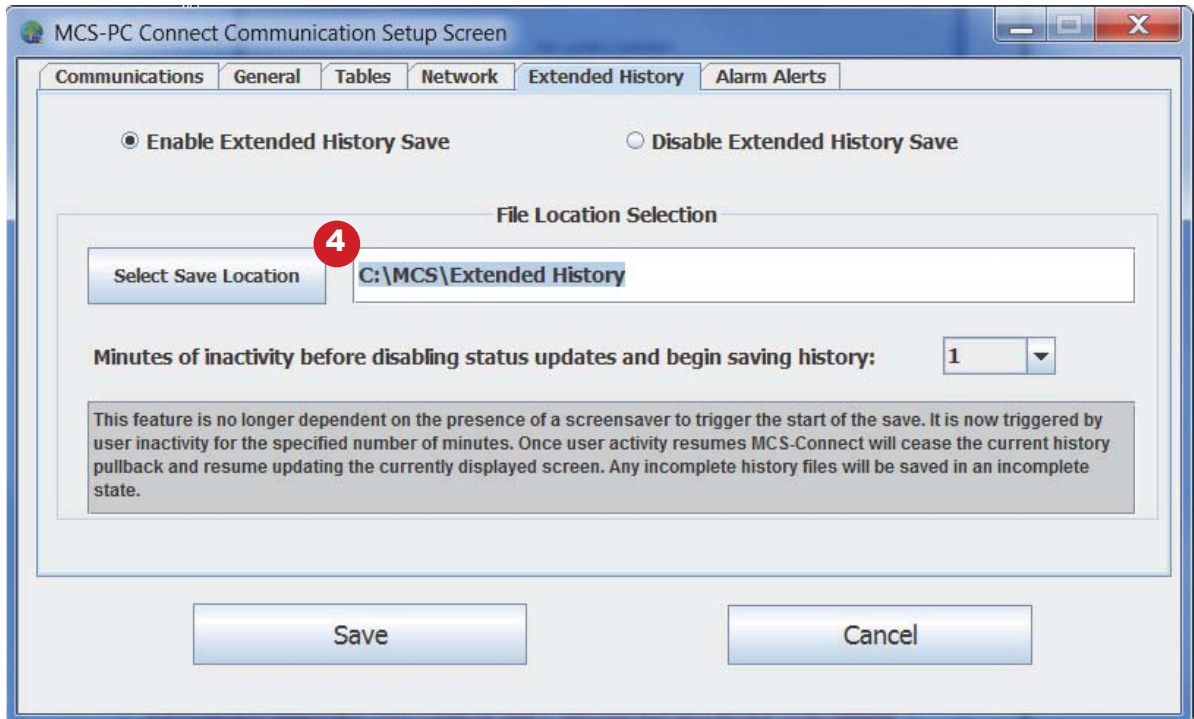 MCS-PC Connect Communication Setup Screen
Communications General Tables Network Extended History Alarm Alerts
Enable Extended History Save Disable Extended History Save
File Location Selection
4
Select Save Location C:\MCS\Extended History
Minutes of inactivity before disabling status updates and begin saving history: 1
This feature is no longer dependent on the presence of a screensaver to trigger the start of the save. It is now triggered by
user inactivity for the specified number of minutes. Once user activity resumes MCS-Connect will cease the current history
pullback and resume updating the currently displayed screen. Any incomplete history files will be saved in an incomplete
state.
Save Cancel